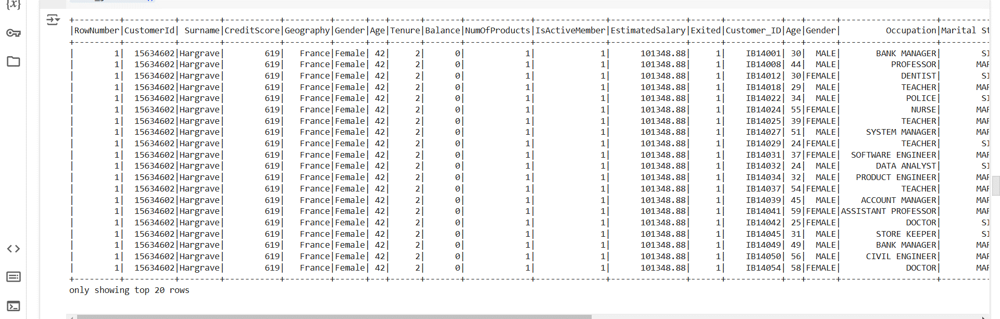 {x}
+---------+----------+--------+-----------+---------+------+---+------+-------+-------------+--------------+---------------+------+-----------+---+------+-------------------+----------
|RowNumber|CustomerId| Surname|CreditScore|Geography|Gender|Age|Tenure|Balance|NumOfProducts|IsActiveMember|EstimatedSalary|Exited|Customer_ID|Age|Gender|         Occupation|Marital St
+---------+----------+--------+-----------+---------+------+---+------+-------+-------------+--------------+---------------+------+-----------+---+------+-------------------+----------
|        1|  15634602|Hargrave|        619|   France|Female| 42|     2|      0|            1|             1|      101348.88|     1|    IB14001| 30|  MALE|       BANK MANAGER|        SI
|        1|  15634602|Hargrave|        619|   France|Female| 42|     2|      0|            1|             1|      101348.88|     1|    IB14008| 44|  MALE|          PROFESSOR|       MAR
|        1|  15634602|Hargrave|        619|   France|Female| 42|     2|      0|            1|             1|      101348.88|     1|    IB14012| 30|FEMALE|            DENTIST|        SI
|        1|  15634602|Hargrave|        619|   France|Female| 42|     2|      0|            1|             1|      101348.88|     1|    IB14018| 29|  MALE|            TEACHER|       MAR
|        1|  15634602|Hargrave|        619|   France|Female| 42|     2|      0|            1|             1|      101348.88|     1|    IB14022| 34|  MALE|             POLICE|        SI
|        1|  15634602|Hargrave|        619|   France|Female| 42|     2|      0|            1|             1|      101348.88|     1|    IB14024| 55|FEMALE|              NURSE|       MAR
|        1|  15634602|Hargrave|        619|   France|Female| 42|     2|      0|            1|             1|      101348.88|     1|    IB14025| 39|FEMALE|            TEACHER|       MAR
|        1|  15634602|Hargrave|        619|   France|Female| 42|     2|      0|            1|             1|      101348.88|     1|    IB14027| 51|  MALE|     SYSTEM MANAGER|       MAR
|        1|  15634602|Hargrave|        619|   France|Female| 42|     2|      0|            1|             1|      101348.88|     1|    IB14029| 24|FEMALE|            TEACHER|        SI
|        1|  15634602|Hargrave|        619|   France|Female| 42|     2|      0|            1|             1|      101348.88|     1|    IB14031| 37|FEMALE|  SOFTWARE ENGINEER|       MAR
|        1|  15634602|Hargrave|        619|   France|Female| 42|     2|      0|            1|             1|      101348.88|     1|    IB14032| 24|  MALE|       DATA ANALYST|        SI
|        1|  15634602|Hargrave|        619|   France|Female| 42|     2|      0|            1|             1|      101348.88|     1|    IB14034| 32|  MALE|   PRODUCT ENGINEER|       MAR
|        1|  15634602|Hargrave|        619|   France|Female| 42|     2|      0|            1|             1|      101348.88|     1|    IB14037| 54|FEMALE|            TEACHER|       MAR
|        1|  15634602|Hargrave|        619|   France|Female| 42|     2|      0|            1|             1|      101348.88|     1|    IB14039| 45|  MALE|    ACCOUNT MANAGER|       MAR
|        1|  15634602|Hargrave|        619|   France|Female| 42|     2|      0|            1|             1|      101348.88|     1|    IB14041| 59|FEMALE|ASSISTANT PROFESSOR|       MAR
|        1|  15634602|Hargrave|        619|   France|Female| 42|     2|      0|            1|             1|      101348.88|     1|    IB14042| 25|FEMALE|             DOCTOR|        SI
|        1|  15634602|Hargrave|        619|   France|Female| 42|     2|      0|            1|             1|      101348.88|     1|    IB14045| 31|  MALE|       STORE KEEPER|        SI
|        1|  15634602|Hargrave|        619|   France|Female| 42|     2|      0|            1|             1|      101348.88|     1|    IB14049| 49|  MALE|       BANK MANAGER|       MAR
|        1|  15634602|Hargrave|        619|   France|Female| 42|     2|      0|            1|             1|      101348.88|     1|    IB14050| 56|  MALE|     CIVIL ENGINEER|       MAR
|        1|  15634602|Hargrave|        619|   France|Female| 42|     2|      0|            1|             1|      101348.88|     1|    IB14054| 58|FEMALE|             DOCTOR|       MAR
+---------+----------+--------+-----------+---------+------+---+------+-------+-------------+--------------+---------------+------+-----------+---+------+-------------------+----------
only showing top 20 rows